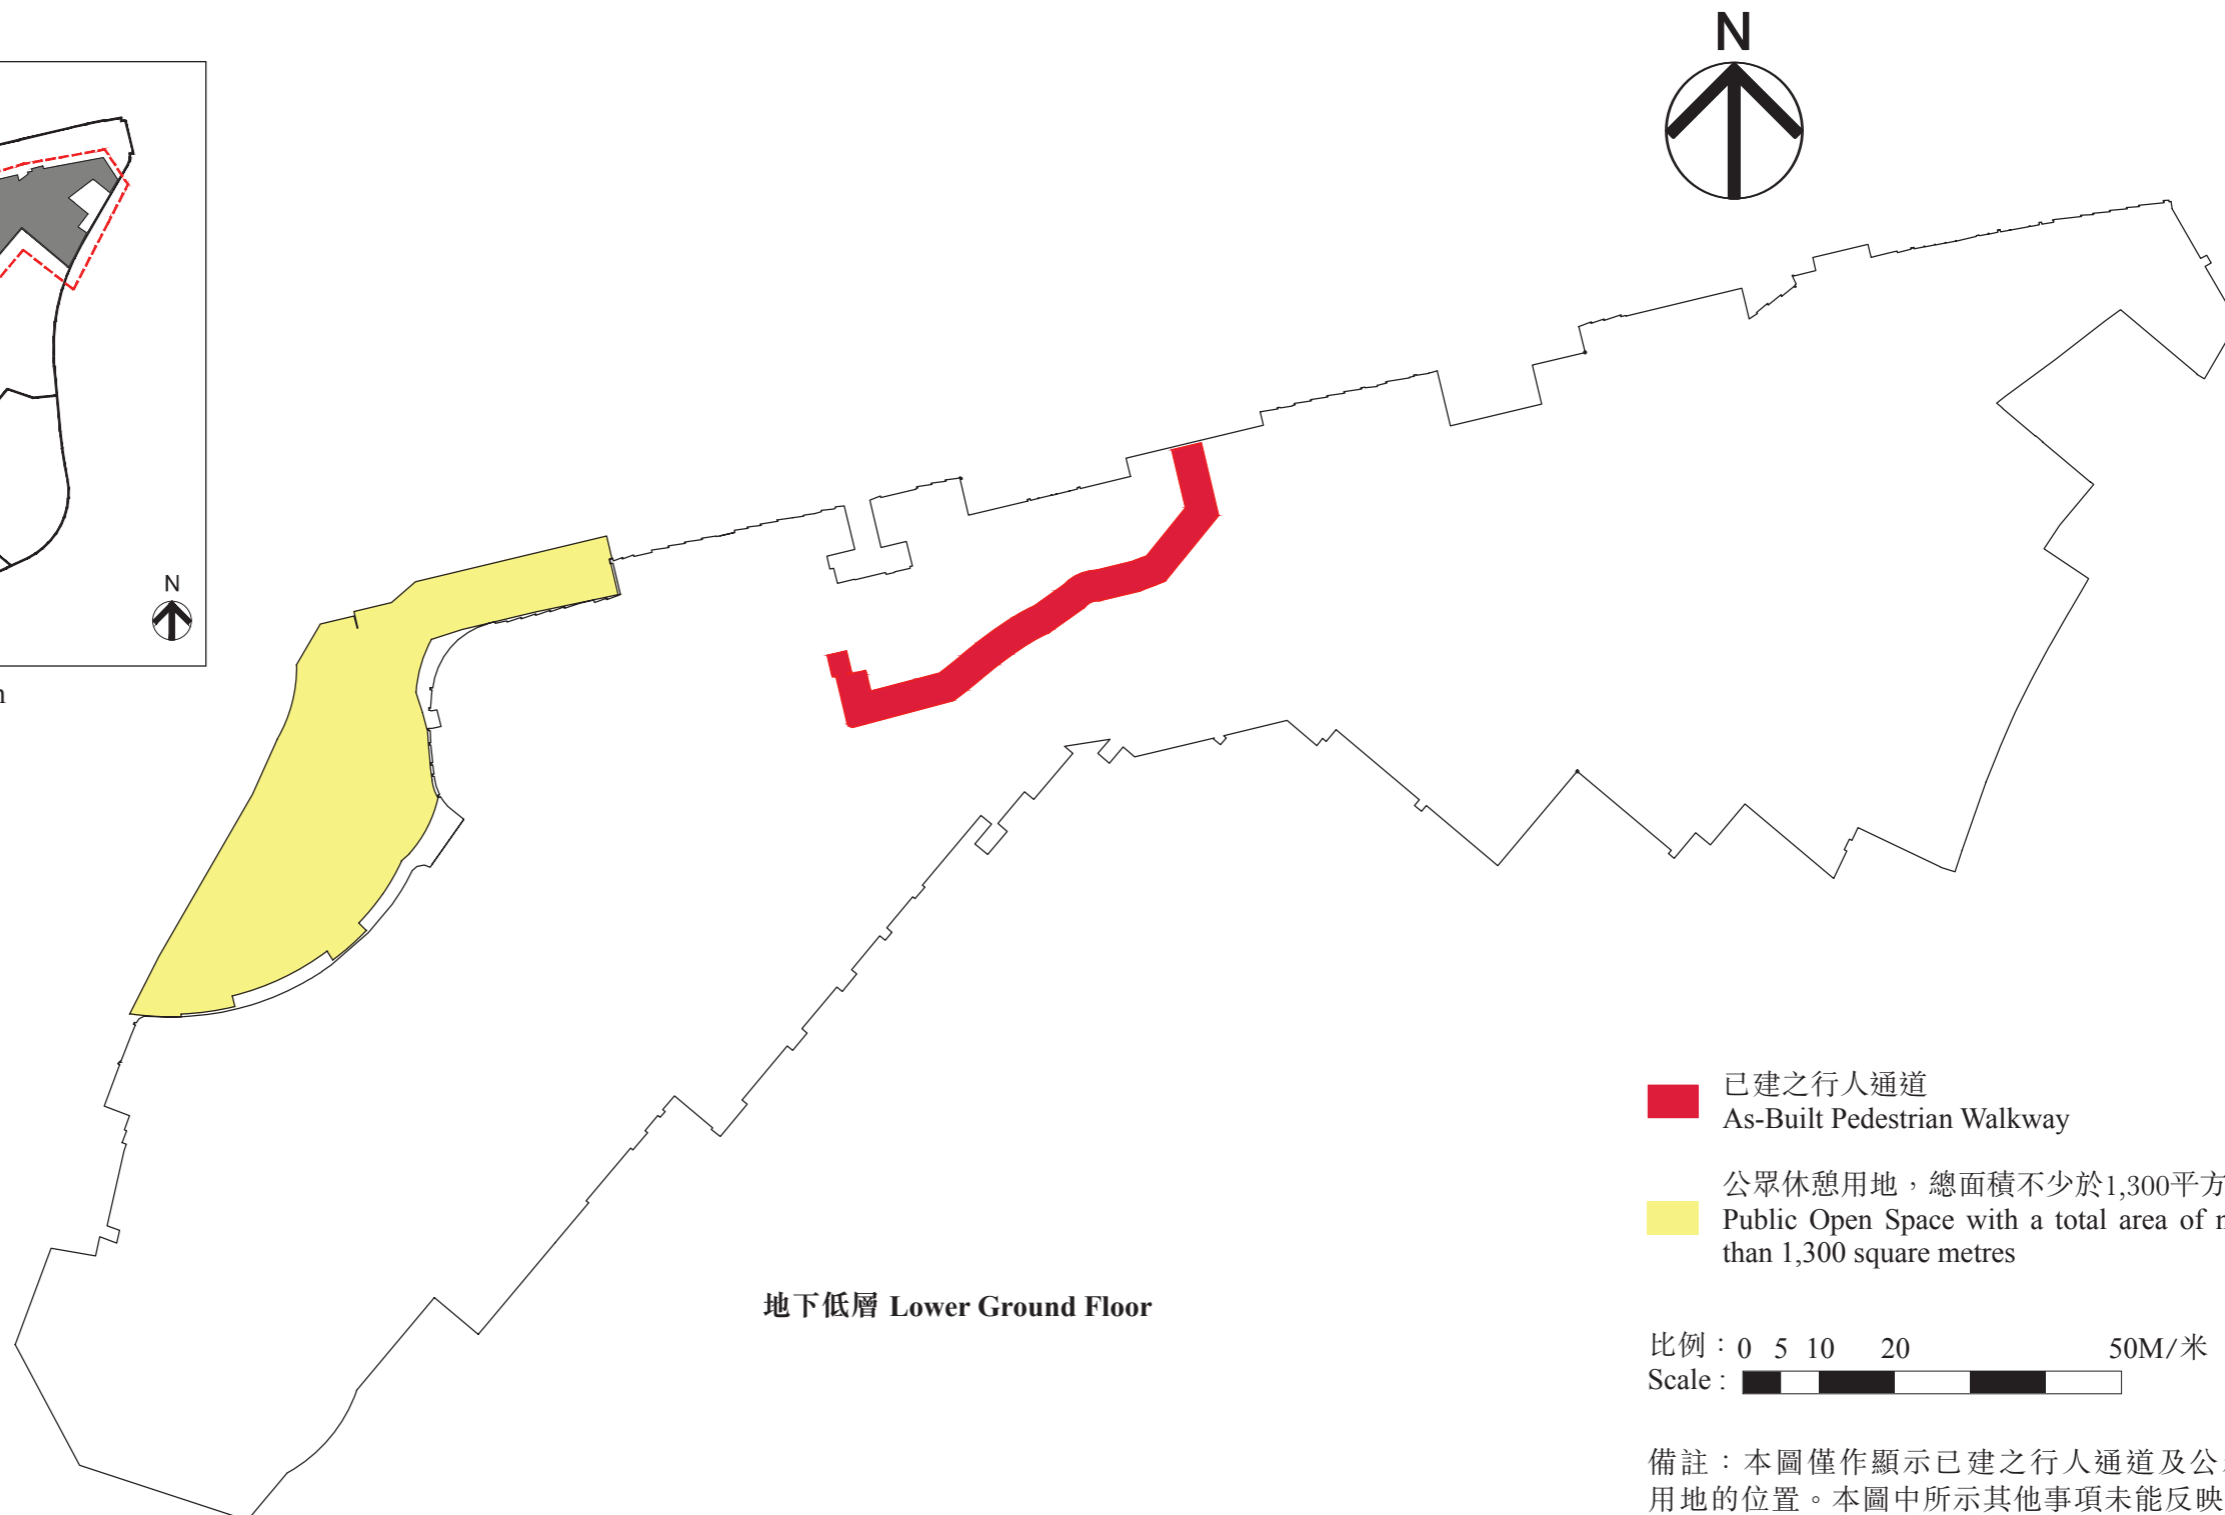 N
N
地下低層 Lower Ground Floor
已建之行人通道
As-Built Pedestrian Walkway
公眾休憩用地，總面積不少於1,300平方
Public Open Space with a total area of
than 1,300 square metres
比例：0 5 10 20 50M/米
Scale :
備註：本圖僅作顯示已建之行人通道及公
用地的位置。本圖中所示其他事項未能反映